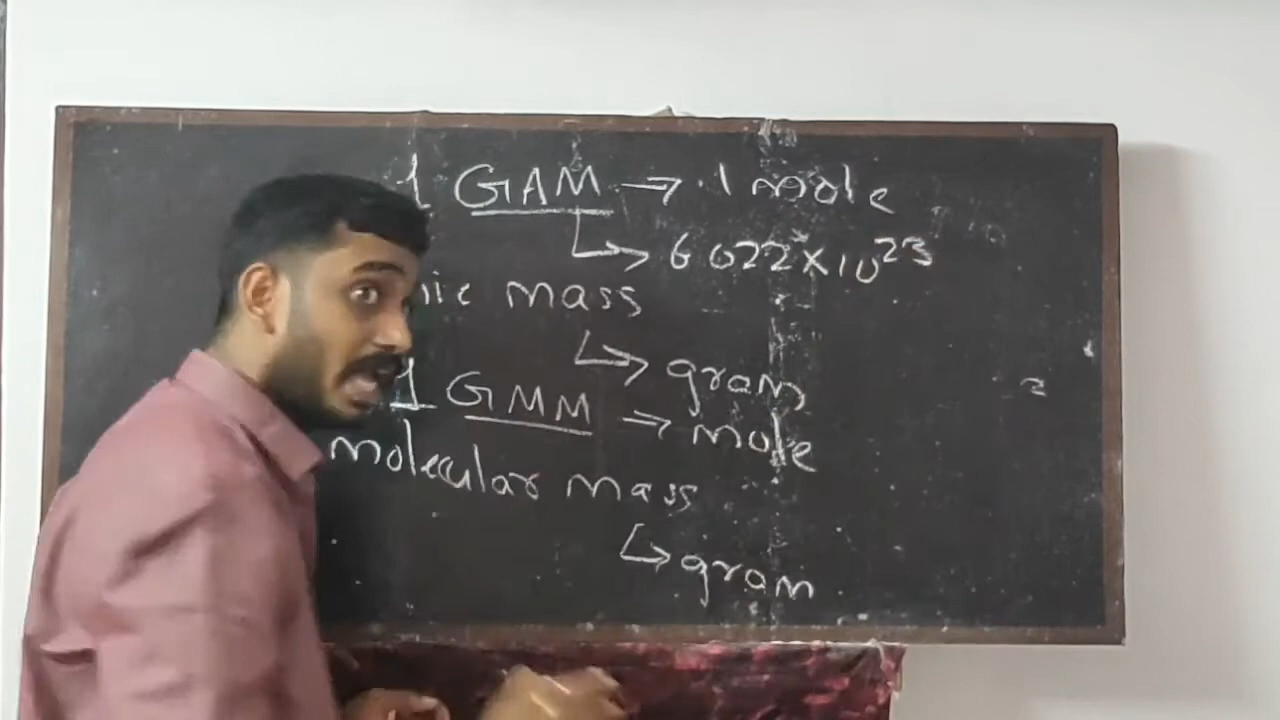 1 GAM → 1 mole
↳ 6.022×10²³
mass
↳ gram
1 GMM → mole
molecular mass
↳ gram